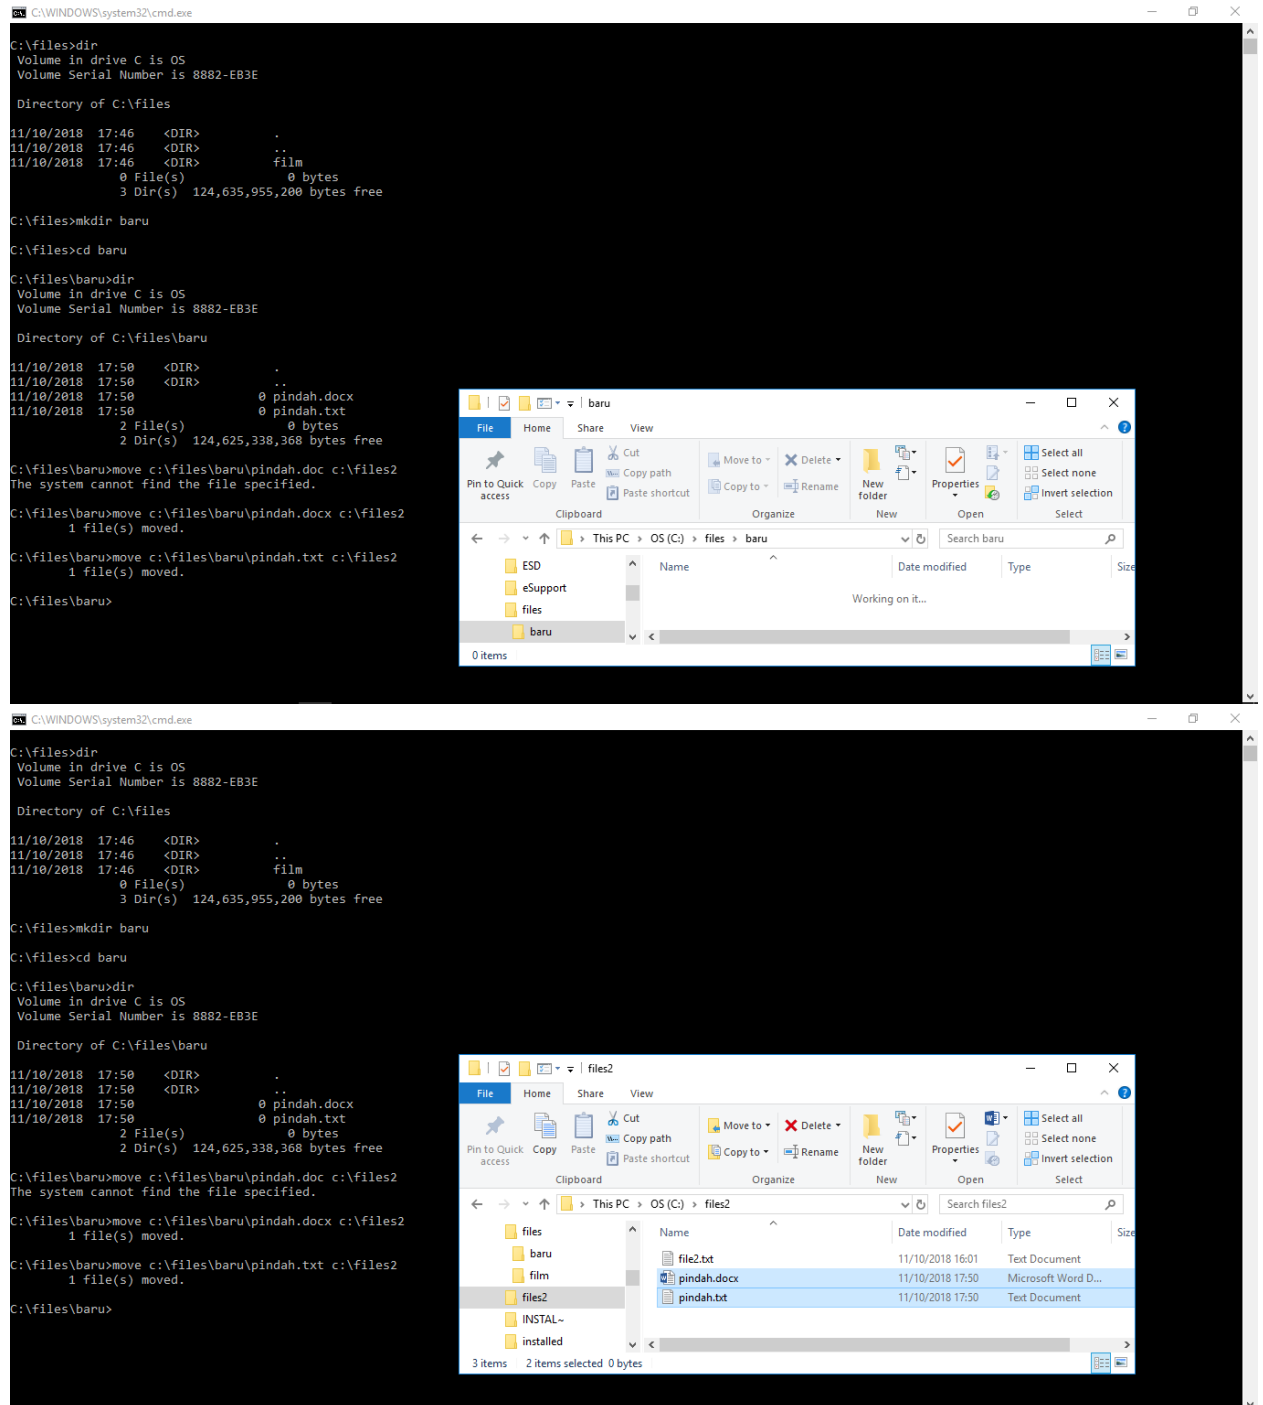 C:\WINDOWS\system32\cmd.exe
C:\files>dir
Volume in drive C is OS
Volume Serial Number is 8882-EB3E
Directory of C:\files
11/10/2018 17:46 <DIR> .
11/10/2018 17:46 <DIR> ..
11/10/2018 17:46 <DIR> film
0 File(s) 0 bytes
3 Dir(s) 124,635,955,200 bytes free
C:\files>mkdir baru
C:\files>cd baru
C:\files\baru>dir
Volume in drive C is OS
Volume Serial Number is 8882-EB3E
Directory of C:\files\baru
11/10/2018 17:50 <DIR> .
11/10/2018 17:50 <DIR> ..
11/10/2018 17:50 0 pindah.docx
11/10/2018 17:50 0 pindah.txt
2 File(s) 0 bytes
2 Dir(s) 124,625,338,368 bytes free
C:\files\baru>move c:\files\baru\pindah.doc c:\files2
The system cannot find the file specified.
C:\files\baru>move c:\files\baru\pindah.docx c:\files2
1 file(s) moved.
C:\files\baru>move c:\files\baru\pindah.txt c:\files2
1 file(s) moved.
C:\files\baru>
baru
File Home Share View
Pin to Quick access
Copy
Paste
Cut
Copy path
Paste shortcut
Move to
Copy to
Delete
Rename
New folder
Properties
Select all
Select none
Invert selection
Clipboard Organize New Open Select
This PC > OS (C:) > files > baru
Search baru
ESD
eSupport
files
baru
Name Date modified Type Size
Working on it...
0 items
C:\WINDOWS\system32\cmd.exe
C:\files>dir
Volume in drive C is OS
Volume Serial Number is 8882-EB3E
Directory of C:\files
11/10/2018 17:46 <DIR> .
11/10/2018 17:46 <DIR> ..
11/10/2018 17:46 <DIR> film
0 File(s) 0 bytes
3 Dir(s) 124,635,955,200 bytes free
C:\files>mkdir baru
C:\files>cd baru
C:\files\baru>dir
Volume in drive C is OS
Volume Serial Number is 8882-EB3E
Directory of C:\files\baru
11/10/2018 17:50 <DIR> .
11/10/2018 17:50 <DIR> ..
11/10/2018 17:50 0 pindah.docx
11/10/2018 17:50 0 pindah.txt
2 File(s) 0 bytes
2 Dir(s) 124,625,338,368 bytes free
C:\files\baru>move c:\files\baru\pindah.doc c:\files2
The system cannot find the file specified.
C:\files\baru>move c:\files\baru\pindah.docx c:\files2
1 file(s) moved.
C:\files\baru>move c:\files\baru\pindah.txt c:\files2
1 file(s) moved.
C:\files\baru>
files2
File Home Share View
Pin to Quick access
Copy
Paste
Cut
Copy path
Paste shortcut
Move to
Copy to
Delete
Rename
New folder
Properties
Select all
Select none
Invert selection
Clipboard Organize New Open Select
This PC > OS (C:) > files2
Search files2
files
baru
film
files2
INSTAL~
installed
Name Date modified Type Size
file2.txt 11/10/2018 16:01 Text Document
pindah.docx 11/10/2018 17:50 Microsoft Word D...
pindah.txt 11/10/2018 17:50 Text Document
3 items 2 items selected 0 bytes